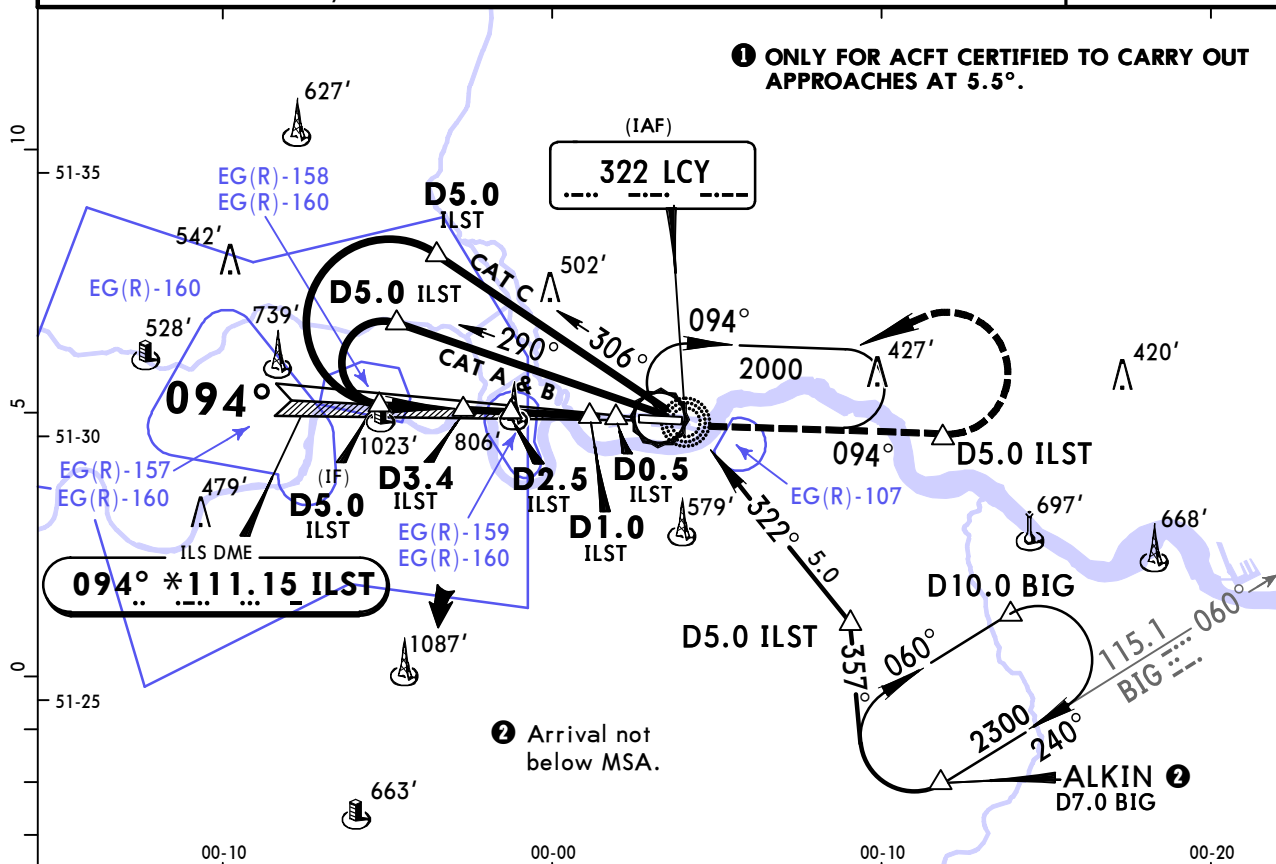 ❶ ONLY FOR ACFT CERTIFIED TO CARRY OUT
APPROACHES AT 5.5°.
627'
(IAF)
322 LCY
10
51-35
EG(R)-158
EG(R)-160
D5.0
ILST
542'
502'
CAT C
EG(R)-160
D5.0 ILST
739'
528'
094°
290°
306°
427'
420'
2000
CAT A & B
094°
5
51-30
1023'
806'
094°
D5.0 ILST
(IF)
D3.4
ILST
D2.5
ILST
D0.5
ILST
EG(R)-157
EG(R)-160
479'
D5.0
ILST
579'
EG(R)-107
697'
668'
D1.0
ILST
EG(R)-159
EG(R)-160
322°
5.0
ILS DME
094° *111.15 ILST
D10.0 BIG
D5.0 ILST
060°
115.1
BIG
060°
1087'
357°
0
51-25
2300
240°
❷ Arrival not
below MSA.
ALKIN ❷
D7.0 BIG
663'
00-10
00-00
00-10
00-20